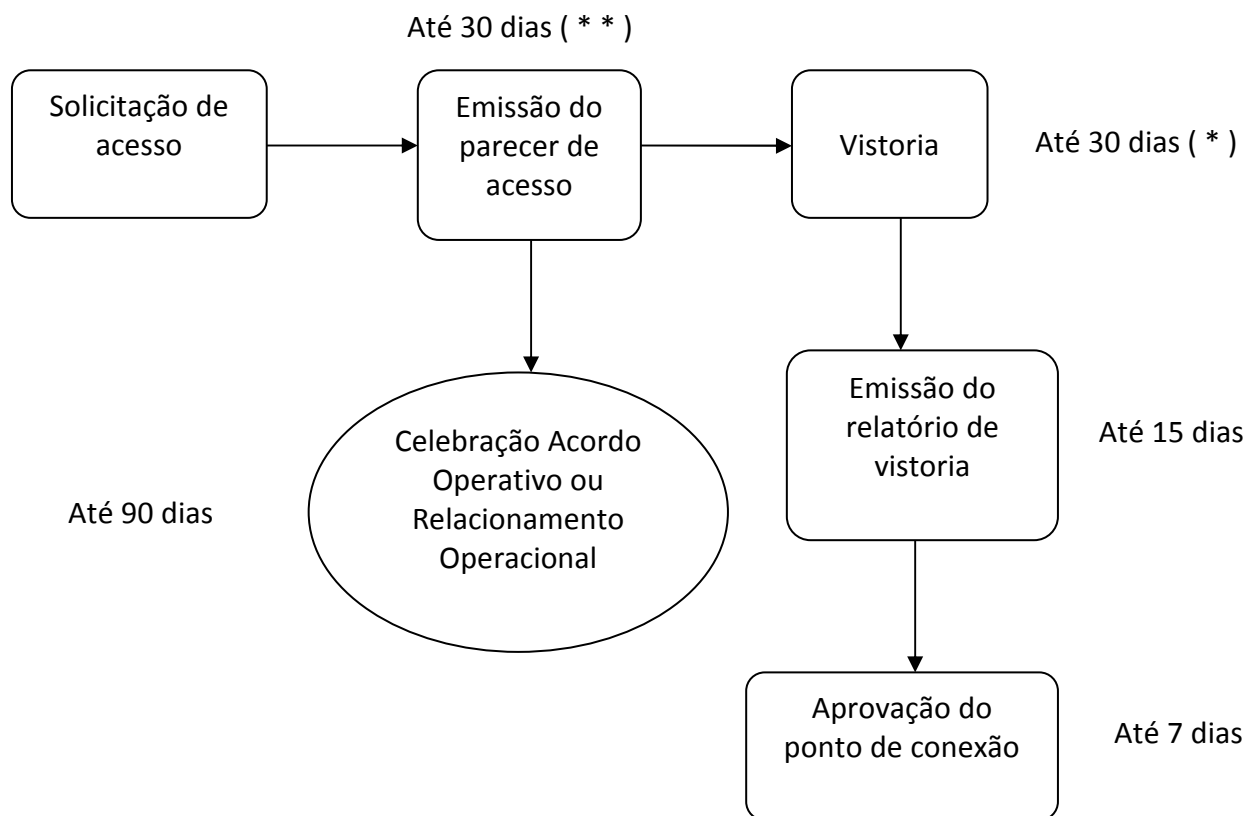 Até 30 dias ( * * )
Solicitação de
acesso
Emissão do
parecer de
acesso
Vistoria
Até 30 dias ( * )
Emissão do
relatório de
vistoria
Até 15 dias
Celebração Acordo
Operativo ou
Relacionamento
Operacional
Até 90 dias
Aprovação do
ponto de conexão
Até 7 dias